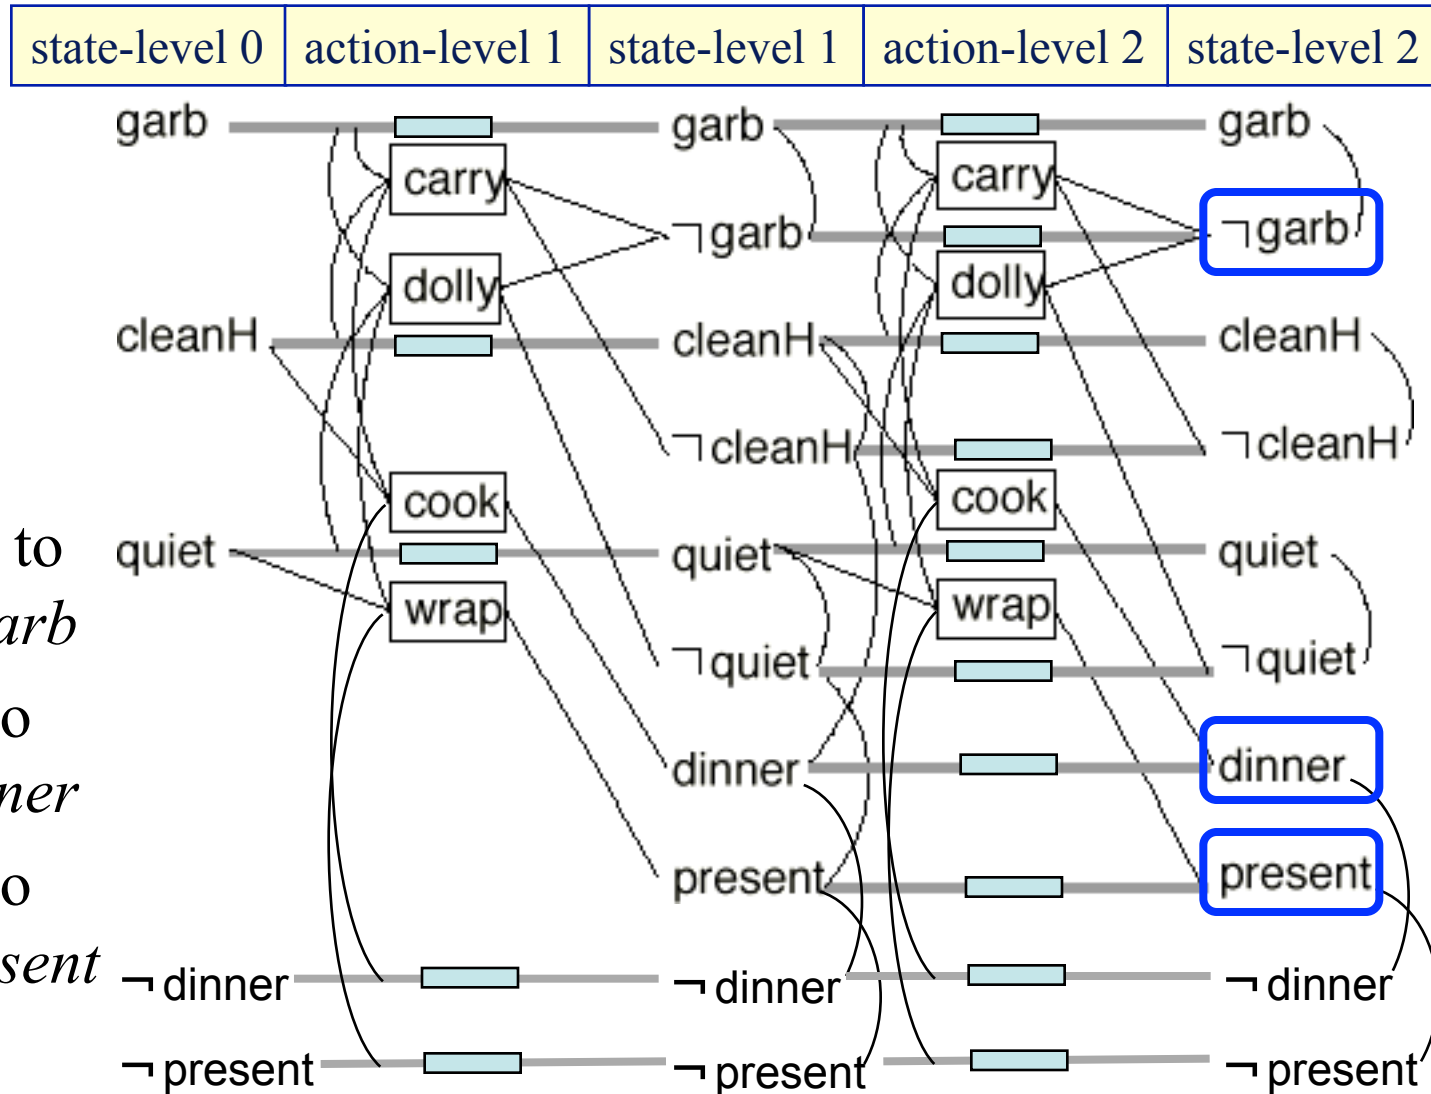 state-level 0 action-level 1 state-level 1 action-level 2 state-level 2
garb garb garb
carry carry
¬garb ¬garb
dolly dolly
cleanH cleanH cleanH
¬cleanH ¬cleanH
cook cook
to quiet quiet quiet
arb wrap wrap
¬quiet ¬quiet
o
dinner dinner
ner
present present
o
sent ¬dinner ¬dinner ¬dinner
¬present ¬present ¬present